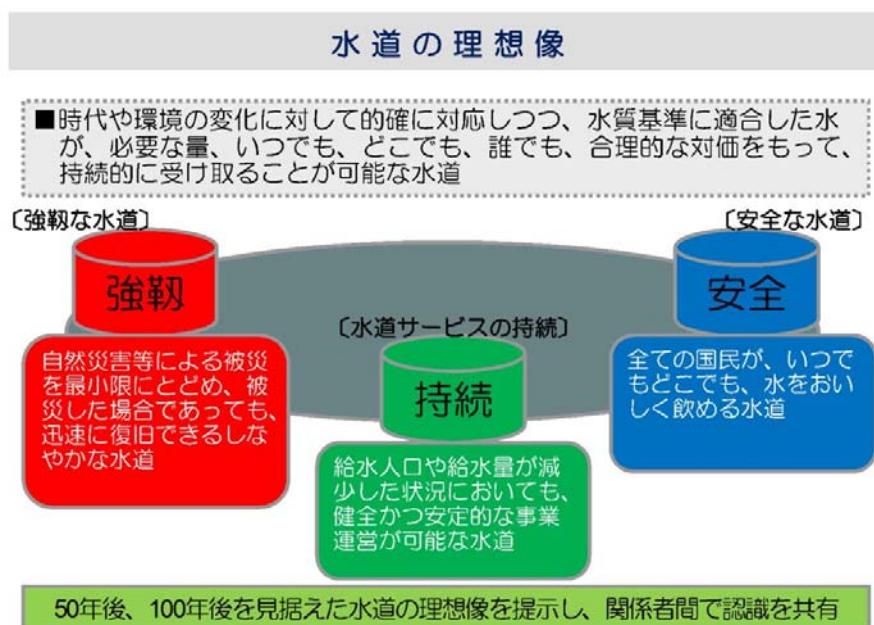 水道の理想像
■時代や環境の変化に対して的確に対応しつつ、水質基準に適合した水
が、必要な量、いつでも、どこでも、誰でも、合理的な対価をもって、
持続的に受け取ることが可能な水道
〔強靱な水道〕
強靱
自然災害等による被災
を最小限にとどめ、被
災した場合であっても、
迅速に復旧できるしな
やかな水道
〔水道サービスの持続〕
持続
給水人口や給水量が減
少した状況においても、
健全かつ安定的な事業
運営が可能な水道
〔安全な水道〕
安全
全ての国民が、いつで
もどこでも、水をおい
しく飲める水道
50年後、100年後を見据えた水道の理想像を提示し、関係者間で認識を共有